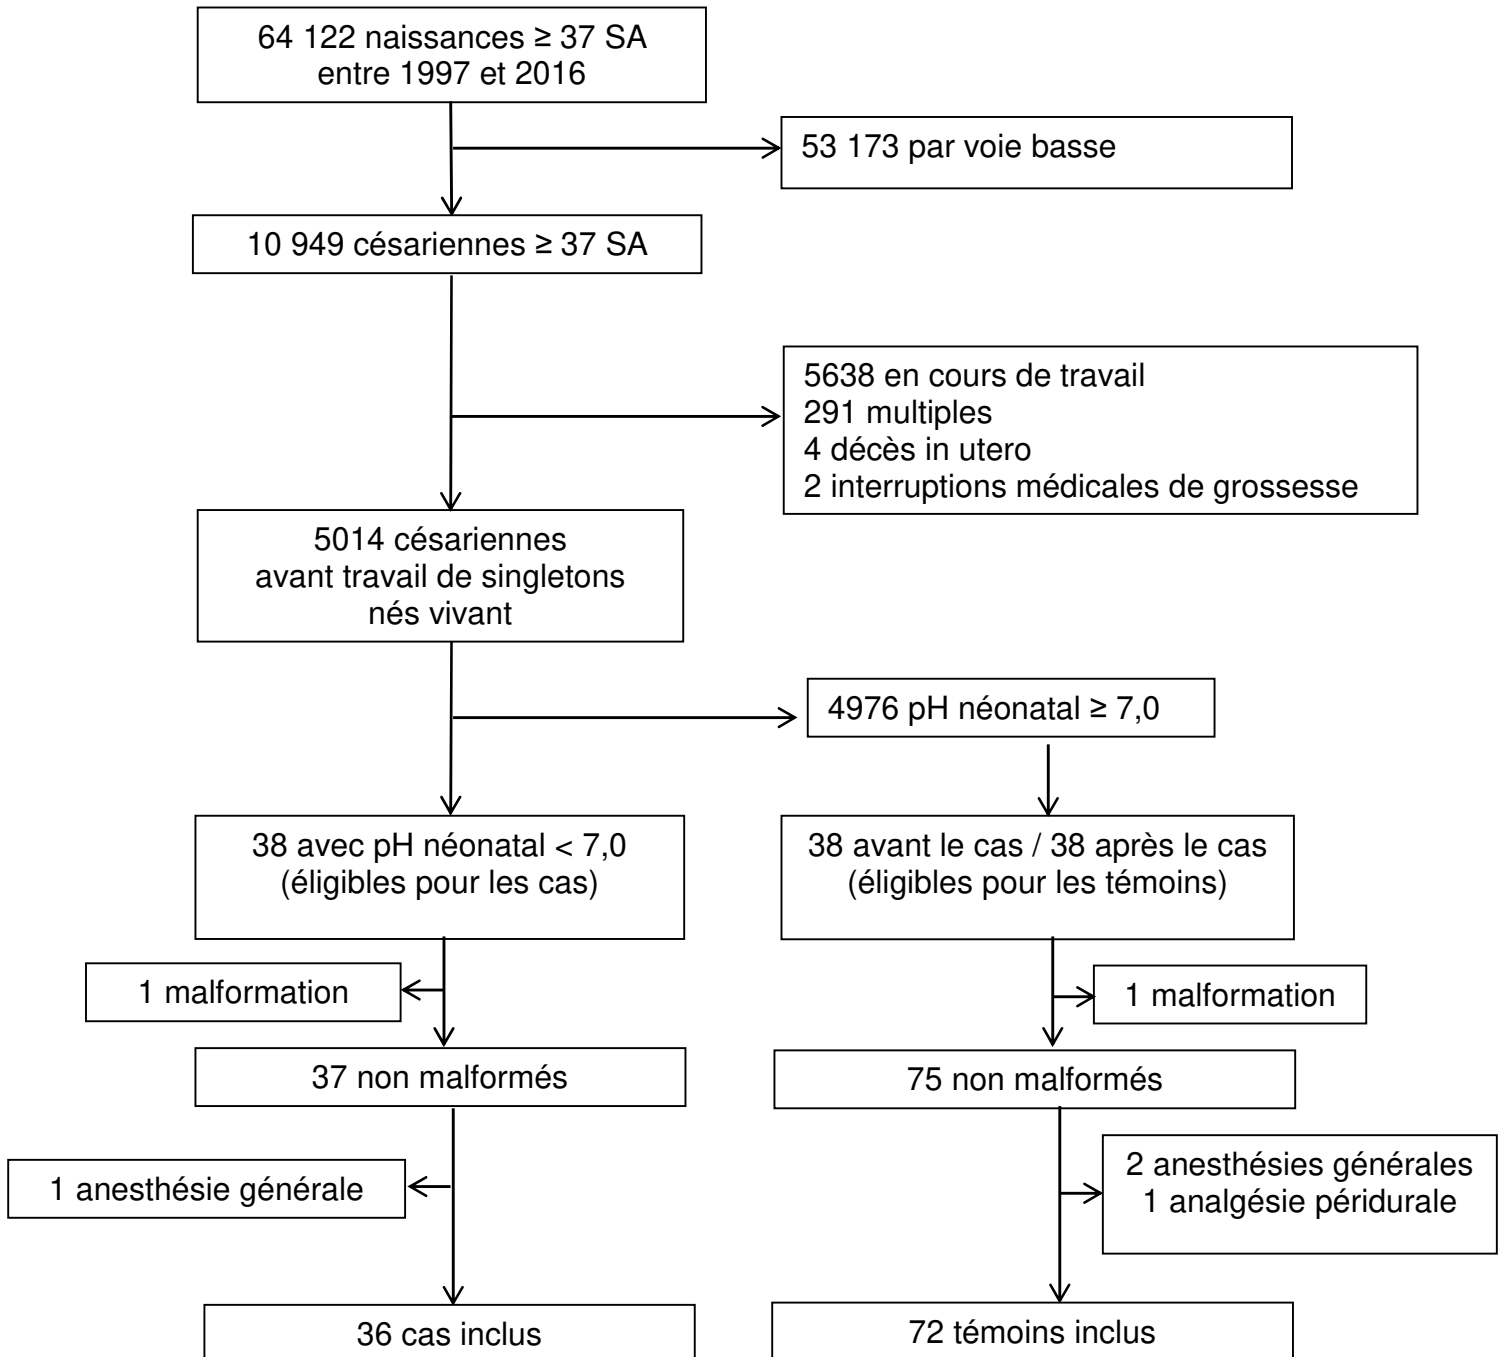 64 122 naissances ≥ 37 SA
entre 1997 et 2016
53 173 par voie basse
10 949 césariennes ≥ 37 SA
5638 en cours de travail
291 multiples
4 décès in utero
2 interruptions médicales de grossesse
5014 césariennes
avant travail de singletons
nés vivant
4976 pH néonatal ≥ 7,0
38 avec pH néonatal < 7,0
(éligibles pour les cas)
38 avant le cas / 38 après le cas
(éligibles pour les témoins)
1 malformation
1 malformation
37 non malformés
75 non malformés
1 anesthésie générale
2 anesthésies générales
1 analgésie péridurale
36 cas inclus
72 témoins inclus